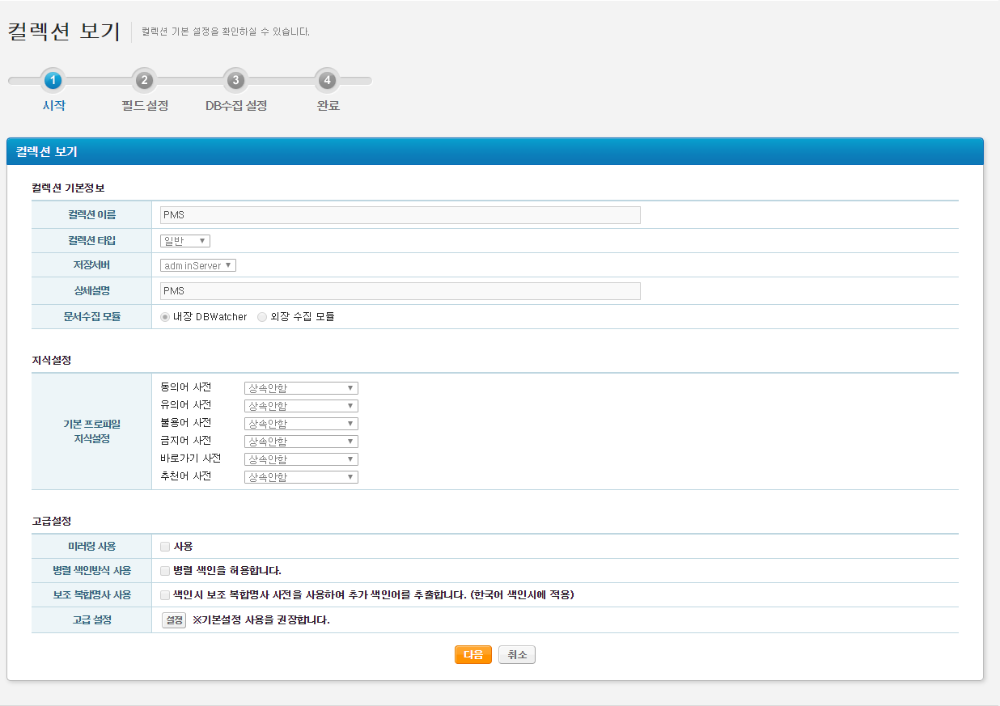 컬렉션 보기 컬렉션 기본 설정을 확인하실 수 있습니다.
1 2 3 4
시작 필드 설정 DB수집 설정 완료
컬렉션 보기
컬렉션 기본정보
컬렉션 이름 PMS
컬렉션 타입 일반
저장서버 adminServer
상세설명 PMS
문서수집 모듈 내장 DBWatcher 외장 수집 모듈
지식설정
기본 프로파일
지식설정
동의어 사전 상속안함
유의어 사전 상속안함
불용어 사전 상속안함
금지어 사전 상속안함
바로가기 사전 상속안함
추천어 사전 상속안함
고급설정
미러링 사용 사용
병렬 색인방식 사용 병렬 색인을 허용합니다.
보조 복합명사 사용 색인시 보조 복합명사 사전을 사용하여 추가 색인어를 추출합니다. (한국어 색인시에 적용)
고급 설정 설정 ※기본설정 사용을 권장합니다.
다음 취소